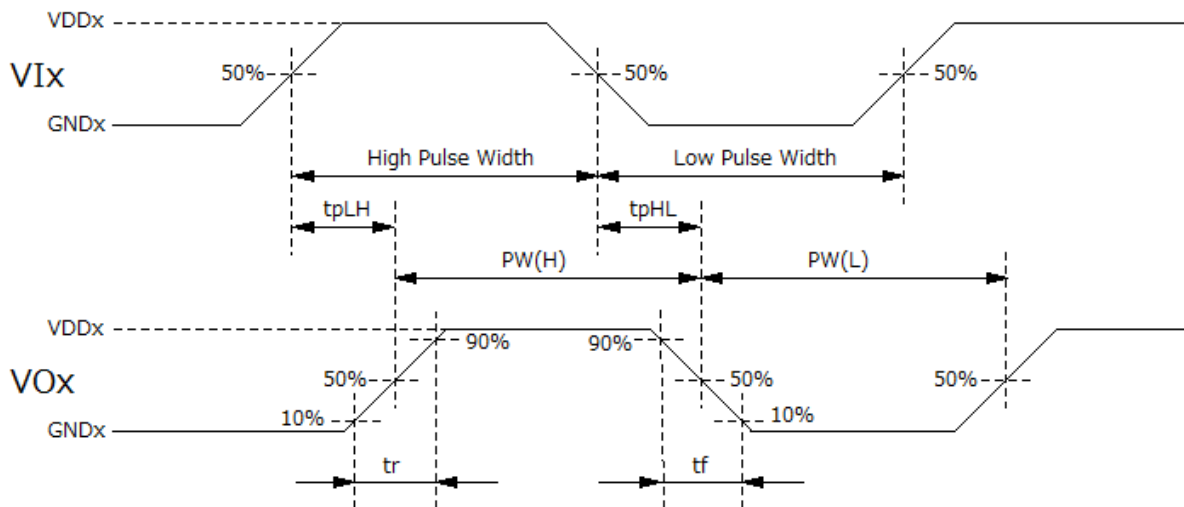 VDDx
VIx
50%
50%
50%
GNDx
High Pulse Width
Low Pulse Width
tpLH
tpHL
PW(H)
PW(L)
VDDx
90%
90%
VOx
50%
50%
50%
10%
10%
GNDx
tr
tf